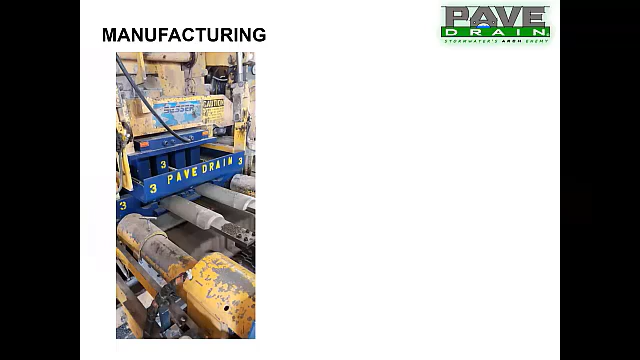 MANUFACTURING
PAVE
DRAIN
STORMWATER'S ARCH ENEMY
BESSER
CAUTION
3
3 PAVE DRAIN 3
3